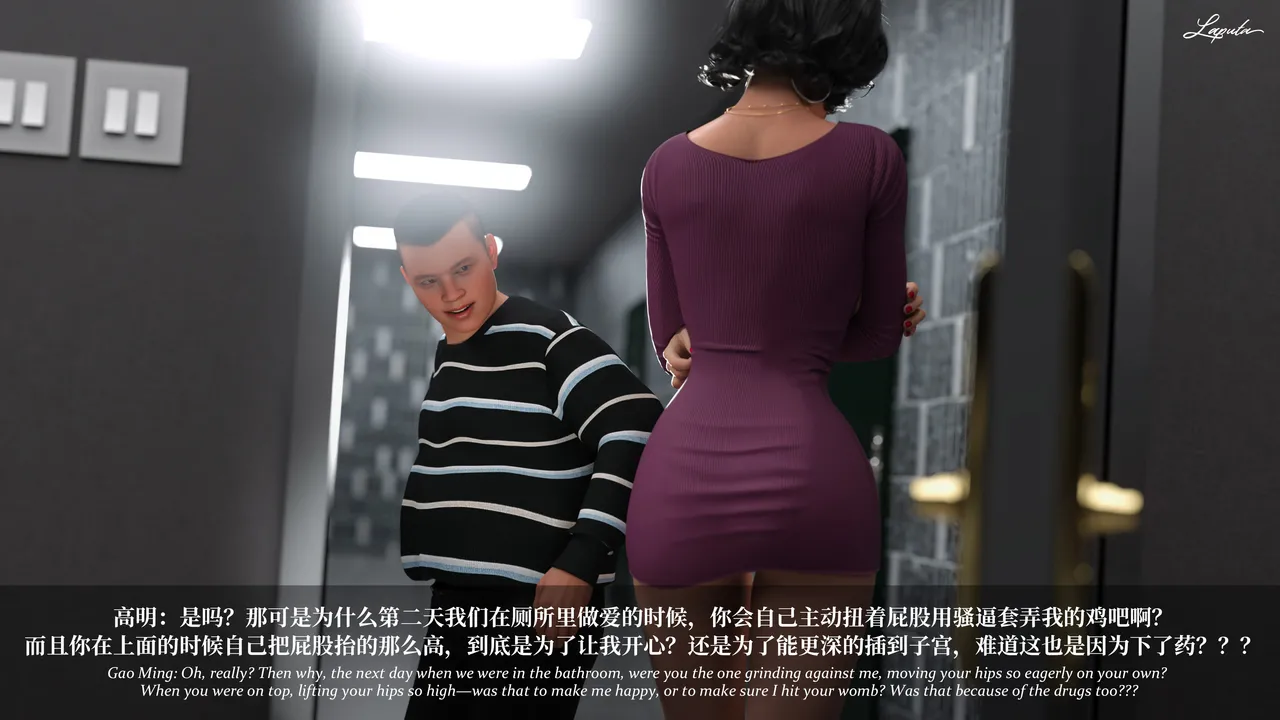 Laputa
高明：是吗？那可是为什么第二天我们在厕所里做爱的时候，你会自己主动扭着屁股用骚逼套弄我的鸡吧啊？
而且你在上面的时候自己把屁股抬的那么高，到底是为了让我开心？还是为了能更深的插到子宫，难道这也是因为下了药？？？
Gao Ming: Oh, really? Then why, the next day when we were in the bathroom, were you the one grinding against me, moving your hips so eagerly on your own?
When you were on top, lifting your hips so high—was that to make me happy, or to make sure I hit your womb? Was that because of the drugs too???